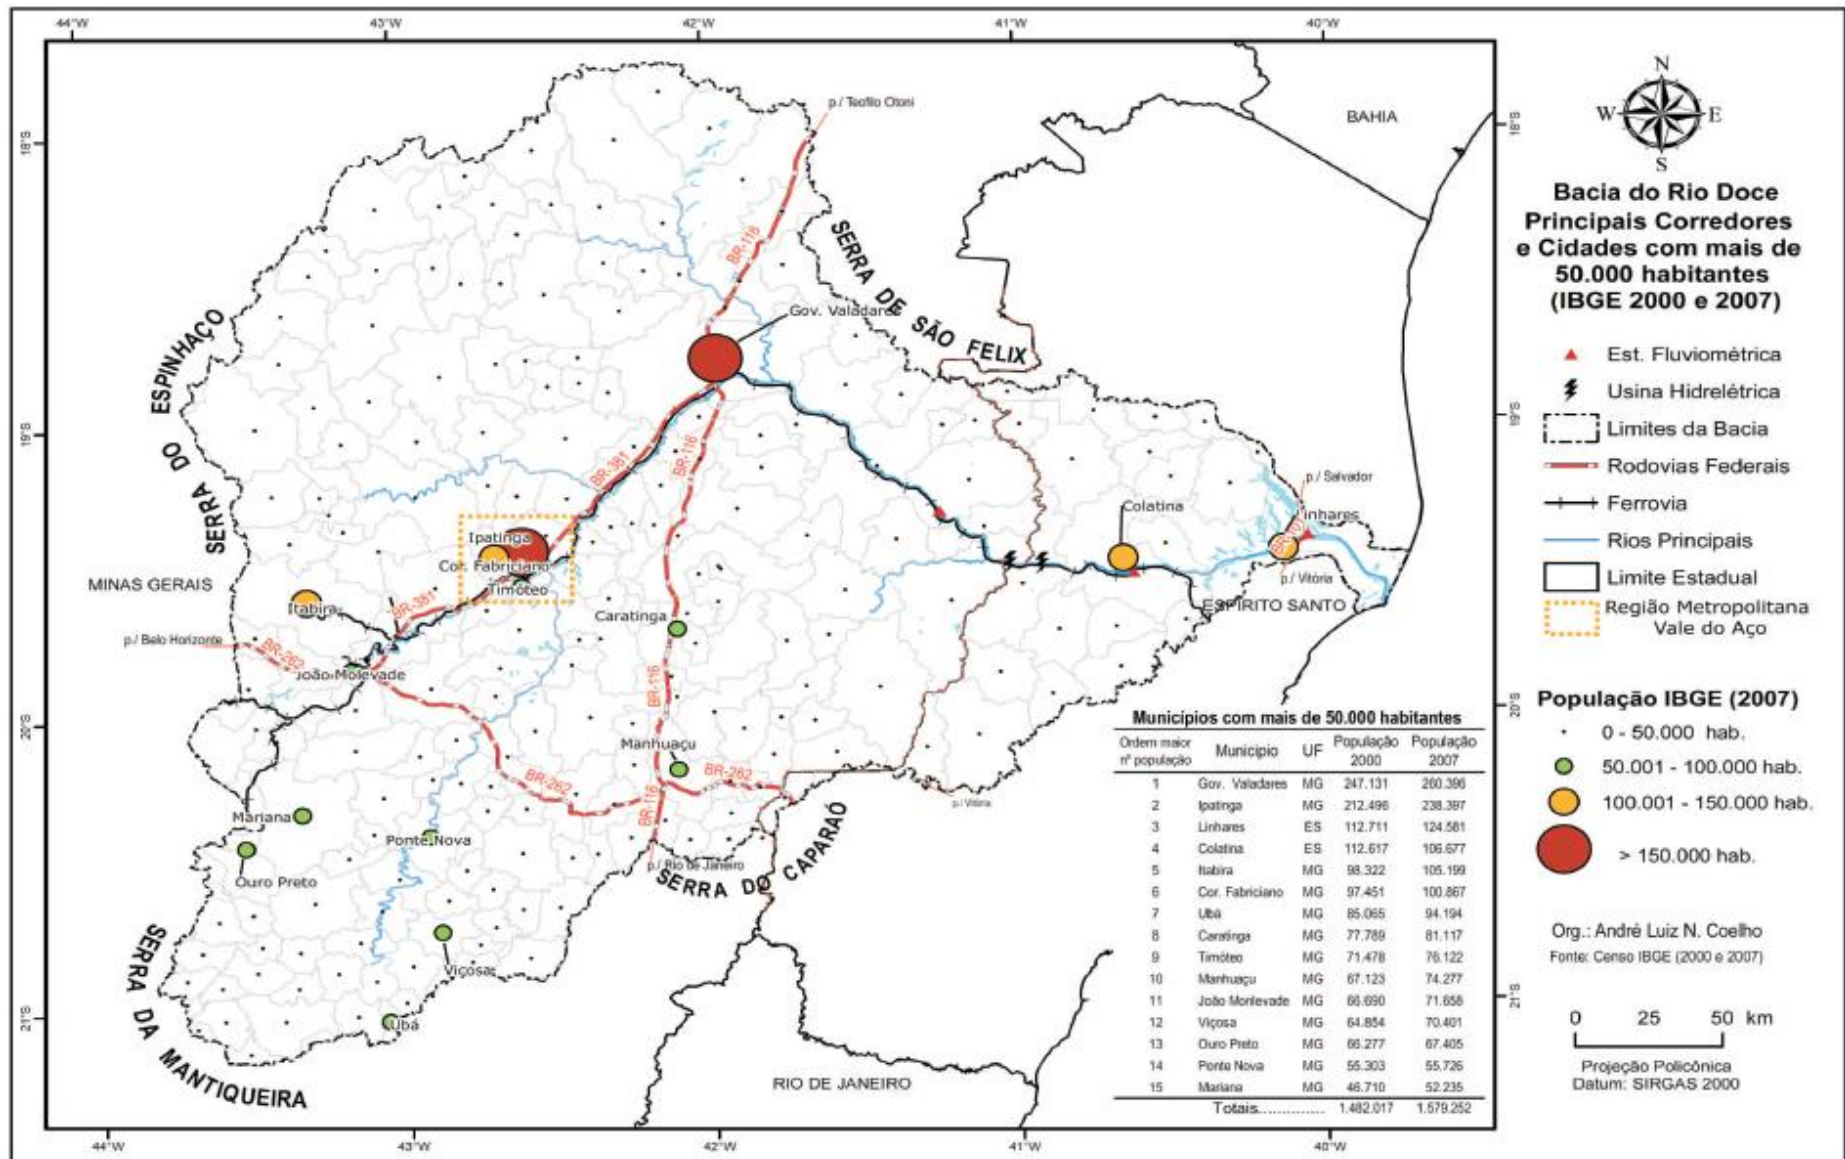 44°W 43°W 42°W 41°W 40°W
18°S
19°S
20°S
21°S
18°S
19°S
20°S
21°S
44°W 43°W 42°W 41°W 40°W
p./ Teofilo Otoni
BAHIA
BR-116
SERRA DE SÃO FELIX
Gov. Valadares
SERRA DO ESPINHAÇO
BR-381
BR-116
p./ Salvador
Colatina
Linhares
BR-101
Ipatinga
Cor. Fabriciano
Timóteo
MINAS GERAIS
p./ Vitória
ESPÍRITO SANTO
Itabira
BR-381
Caratinga
p./ Belo Horizonte
BR-262
João Molevade
BR-116
Manhuaçu
BR-262
BR-262
BR-116
p./ Vitória
Mariana
Ponte Nova
p./ Rio de Janeiro
SERRA DO CAPARAÓ
Ouro Preto
Viçosa
SERRA DA MANTIQUEIRA
Ubá
RIO DE JANEIRO
Municípios com mais de 50.000 habitantes
Ordem maior nº população Município UF População 2000 População 2007
1 Gov. Valadares MG 247.131 260.396
2 Ipatinga MG 212.496 238.397
3 Linhares ES 112.711 124.581
4 Colatina ES 112.617 106.677
5 Itabira MG 98.322 105.199
6 Cor. Fabriciano MG 97.451 100.867
7 Ubá MG 85.065 94.194
8 Caratinga MG 77.789 81.117
9 Timóteo MG 71.478 76.122
10 Manhuaçu MG 67.123 74.277
11 João Monlevade MG 66.690 71.658
12 Viçosa MG 64.854 70.401
13 Ouro Preto MG 66.277 67.405
14 Ponte Nova MG 55.303 55.726
15 Mariana MG 46.710 52.235
Totais............... 1.482.017 1.579.252
N
W E
S
Bacia do Rio Doce
Principais Corredores
e Cidades com mais de
50.000 habitantes
(IBGE 2000 e 2007)
Est. Fluviométrica
Usina Hidrelétrica
Limites da Bacia
Rodovias Federais
Ferrovia
Rios Principais
Limite Estadual
Região Metropolitana
Vale do Aço
População IBGE (2007)
0 - 50.000 hab.
50.001 - 100.000 hab.
100.001 - 150.000 hab.
> 150.000 hab.
Org.: André Luiz N. Coelho
Fonte: Censo IBGE (2000 e 2007)
0 25 50 km
Projeção Policônica
Datum: SIRGAS 2000